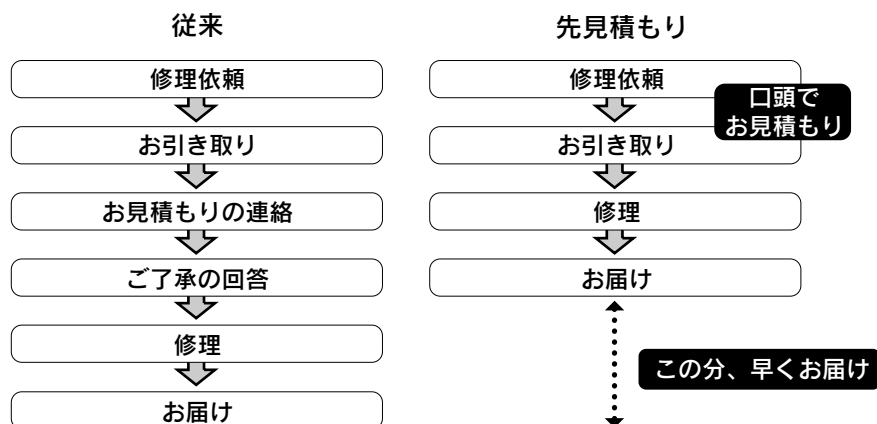 従来
修理依頼
お引き取り
お見積もりの連絡
ご了承の回答
修理
お届け
先見積もり
修理依頼
口頭で
お見積もり
お引き取り
修理
お届け
この分、早くお届け